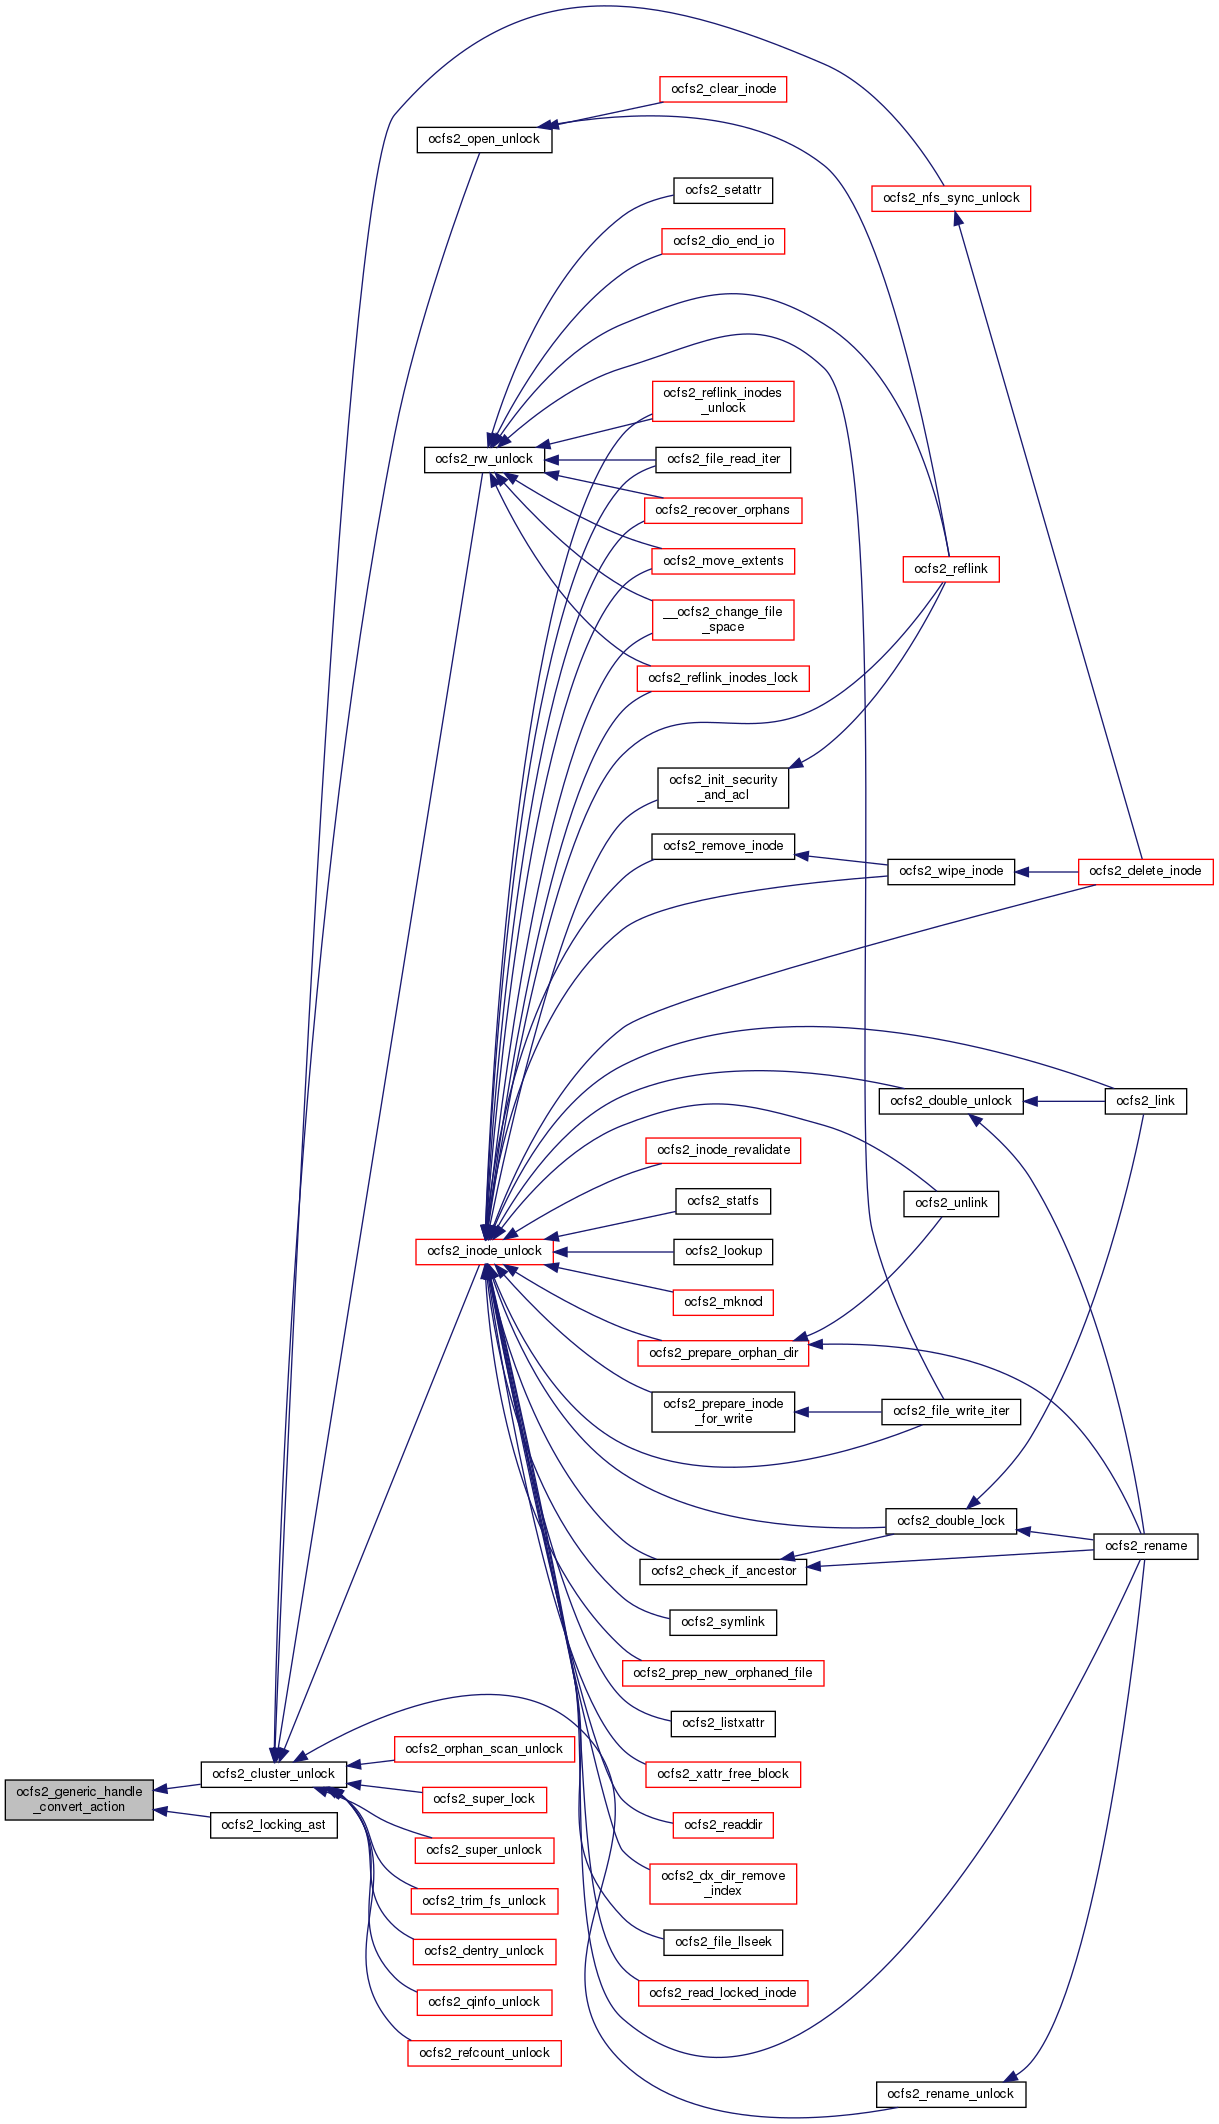 ocfs2_clear_inode
ocfs2_open_unlock
ocfs2_setattr
ocfs2_nfs_sync_unlock
ocfs2_dio_end_io
ocfs2_reflink_inodes
_unlock
ocfs2_rw_unlock
ocfs2_file_read_iter
ocfs2_recover_orphans
ocfs2_move_extents
ocfs2_reflink
__ocfs2_change_file
_space
ocfs2_reflink_inodes_lock
ocfs2_init_security
_and_acl
ocfs2_remove_inode
ocfs2_wipe_inode
ocfs2_delete_inode
ocfs2_double_unlock
ocfs2_link
ocfs2_inode_revalidate
ocfs2_statfs
ocfs2_unlink
ocfs2_inode_unlock
ocfs2_lookup
ocfs2_mknod
ocfs2_prepare_orphan_dir
ocfs2_prepare_inode
_for_write
ocfs2_file_write_iter
ocfs2_double_lock
ocfs2_rename
ocfs2_check_if_ancestor
ocfs2_symlink
ocfs2_prep_new_orphaned_file
ocfs2_listxattr
ocfs2_orphan_scan_unlock
ocfs2_cluster_unlock
ocfs2_xattr_free_block
ocfs2_generic_handle
_convert_action
ocfs2_super_lock
ocfs2_locking_ast
ocfs2_readdir
ocfs2_super_unlock
ocfs2_dx_dir_remove
_index
ocfs2_trim_fs_unlock
ocfs2_file_llseek
ocfs2_dentry_unlock
ocfs2_read_locked_inode
ocfs2_qinfo_unlock
ocfs2_refcount_unlock
ocfs2_rename_unlock